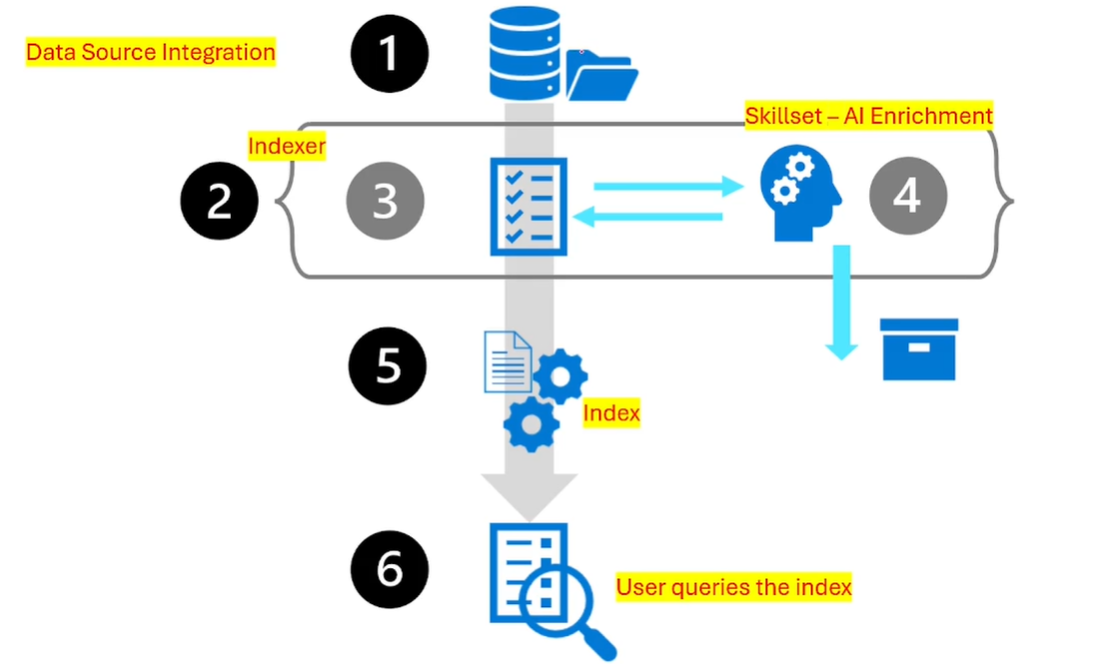 Data Source Integration
1
Skillset – AI Enrichment
Indexer
2
3
4
5
Index
6
User queries the index